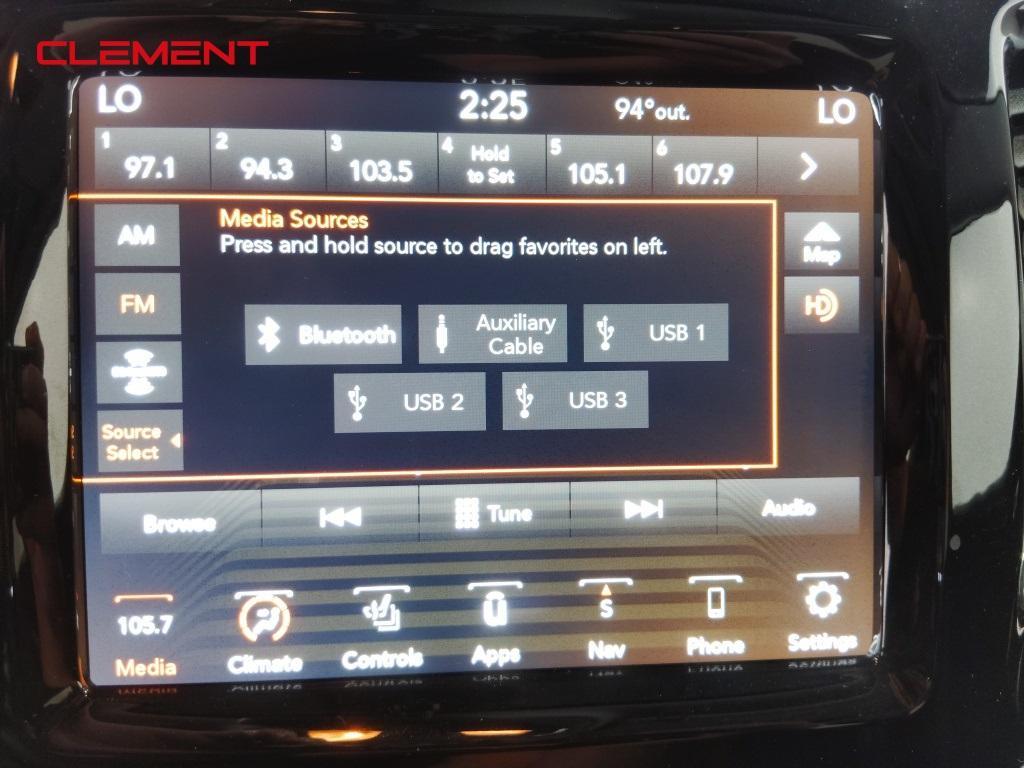 CLEMENT
LO 2:25 94°out. LO
1 97.1 2 94.3 3 103.5 4 Hold to Set 5 105.1 6 107.9
Media Sources
Press and hold source to drag favorites on left.
AM
FM
Source
Select
Bluetooth
Auxiliary
Cable
USB 1
USB 2
USB 3
Map
HD
Browse Tune Audio
105.7 S
Media Climate Controls Apps Nav Phone Settings